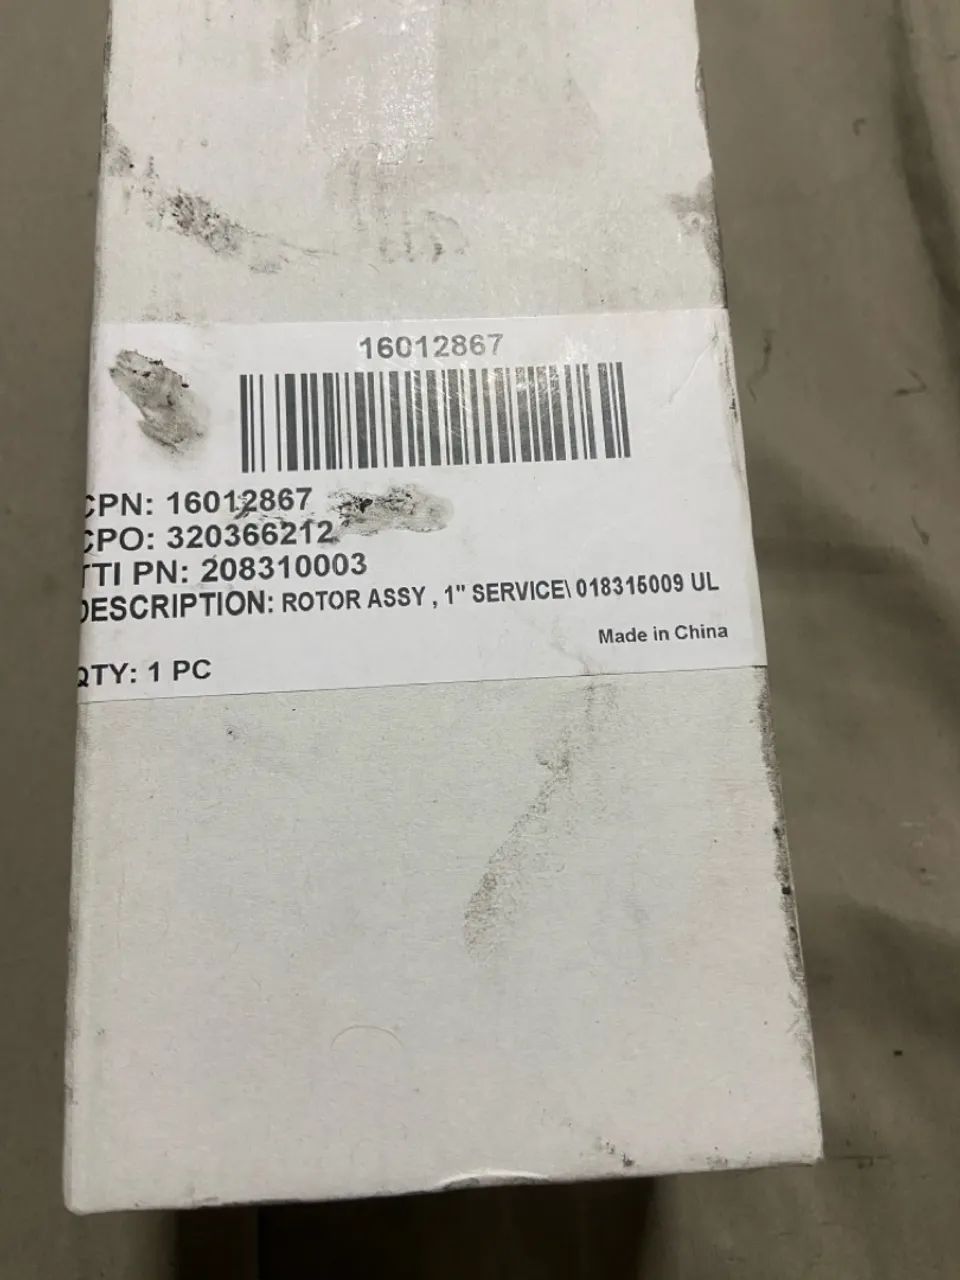 16012867
CPN: 16012867
CPO: 320366212
TTI PN: 208310003
DESCRIPTION: ROTOR ASSY , 1" SERVICE\ 018315009 UL
Made in China
QTY: 1 PC